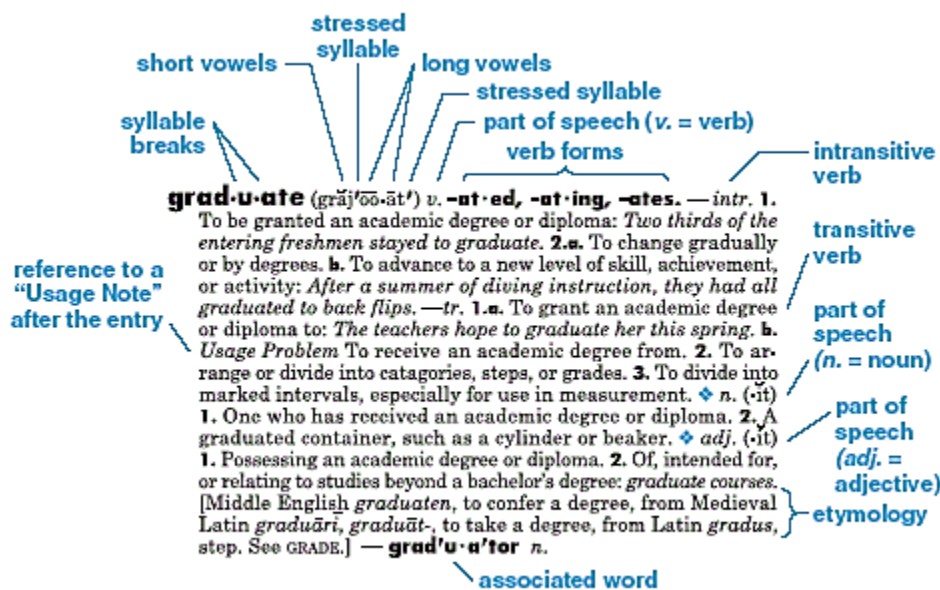 stressed
syllable
short vowels
long vowels
stressed syllable
syllable
breaks
part of speech (v. = verb)
verb forms
intransitive
verb
grad·u·ate (grăj′o͞o·āt′) v. –at·ed, –at·ing, –ates. —intr. 1.
To be granted an academic degree or diploma: Two thirds of the
entering freshmen stayed to graduate. 2.a. To change gradually
or by degrees. b. To advance to a new level of skill, achievement,
or activity: After a summer of diving instruction, they had all
graduated to back flips. —tr. 1.a. To grant an academic degree
or diploma to: The teachers hope to graduate her this spring. b.
Usage Problem To receive an academic degree from. 2. To ar-
range or divide into catagories, steps, or grades. 3. To divide into
marked intervals, especially for use in measurement. ❖ n. (·ĭt)
1. One who has received an academic degree or diploma. 2. A
graduated container, such as a cylinder or beaker. ❖ adj. (·ĭt)
1. Possessing an academic degree or diploma. 2. Of, intended for,
or relating to studies beyond a bachelor's degree: graduate courses.
[Middle English graduaten, to confer a degree, from Medieval
Latin graduārī, graduāt-, to take a degree, from Latin gradus,
step. See GRADE.] — grad'u·a'tor n.
transitive
verb
reference to a
“Usage Note”
after the entry
part of
speech
(n. = noun)
part of
speech
(adj. =
adjective)
etymology
associated word